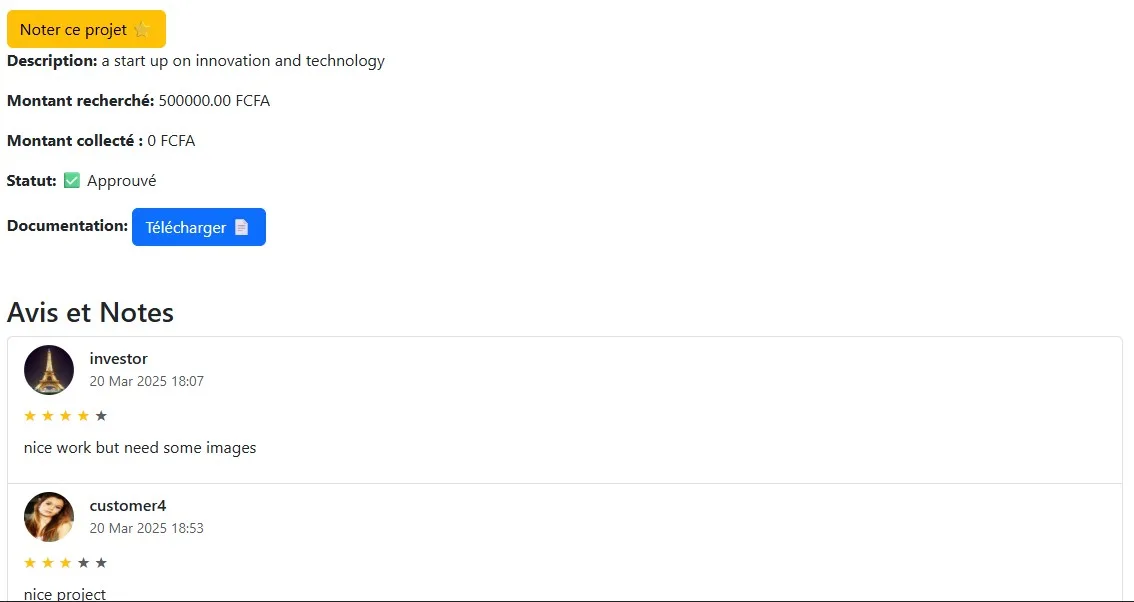 Noter ce projet ⭐
Description: a start up on innovation and technology
Montant recherché: 500000.00 FCFA
Montant collecté : 0 FCFA
Statut: ✅ Approuvé
Documentation: Télécharger 📄
Avis et Notes
investor
20 Mar 2025 18:07
★ ★ ★ ★ ★
nice work but need some images
customer4
20 Mar 2025 18:53
★ ★ ★ ★ ★
nice project